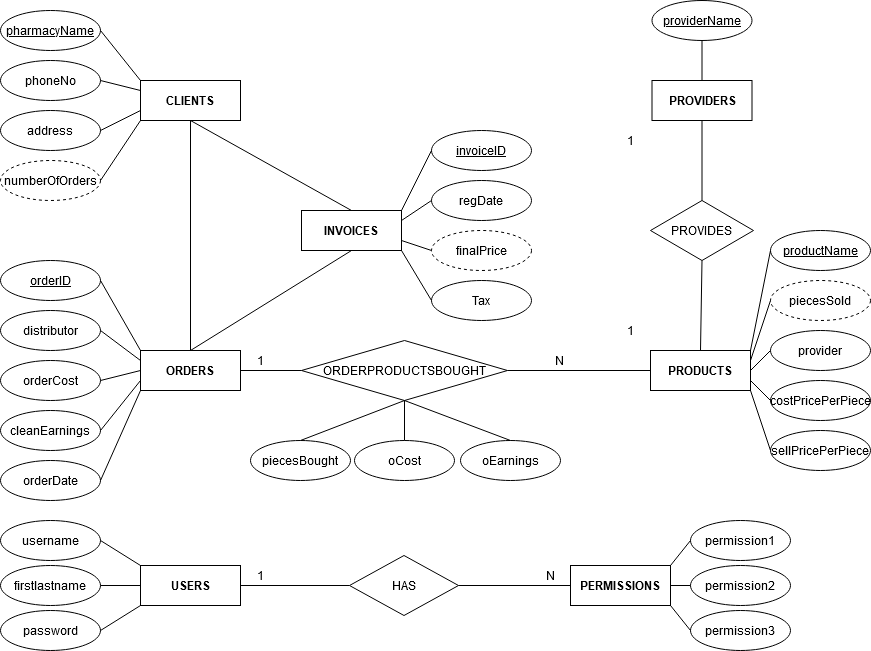 pharmacyName
providerName
phoneNo
CLIENTS
PROVIDERS
address
numberOfOrders
invoiceID
1
regDate
INVOICES
PROVIDES
finalPrice
productName
orderID
Tax
piecesSold
distributor
1
provider
ORDERS
1
ORDERPRODUCTSBOUGHT
N
PRODUCTS
orderCost
costPricePerPiece
cleanEarnings
sellPricePerPiece
piecesBought
oCost
oEarnings
orderDate
username
permission1
USERS
1
HAS
N
PERMISSIONS
firstlastname
permission2
password
permission3